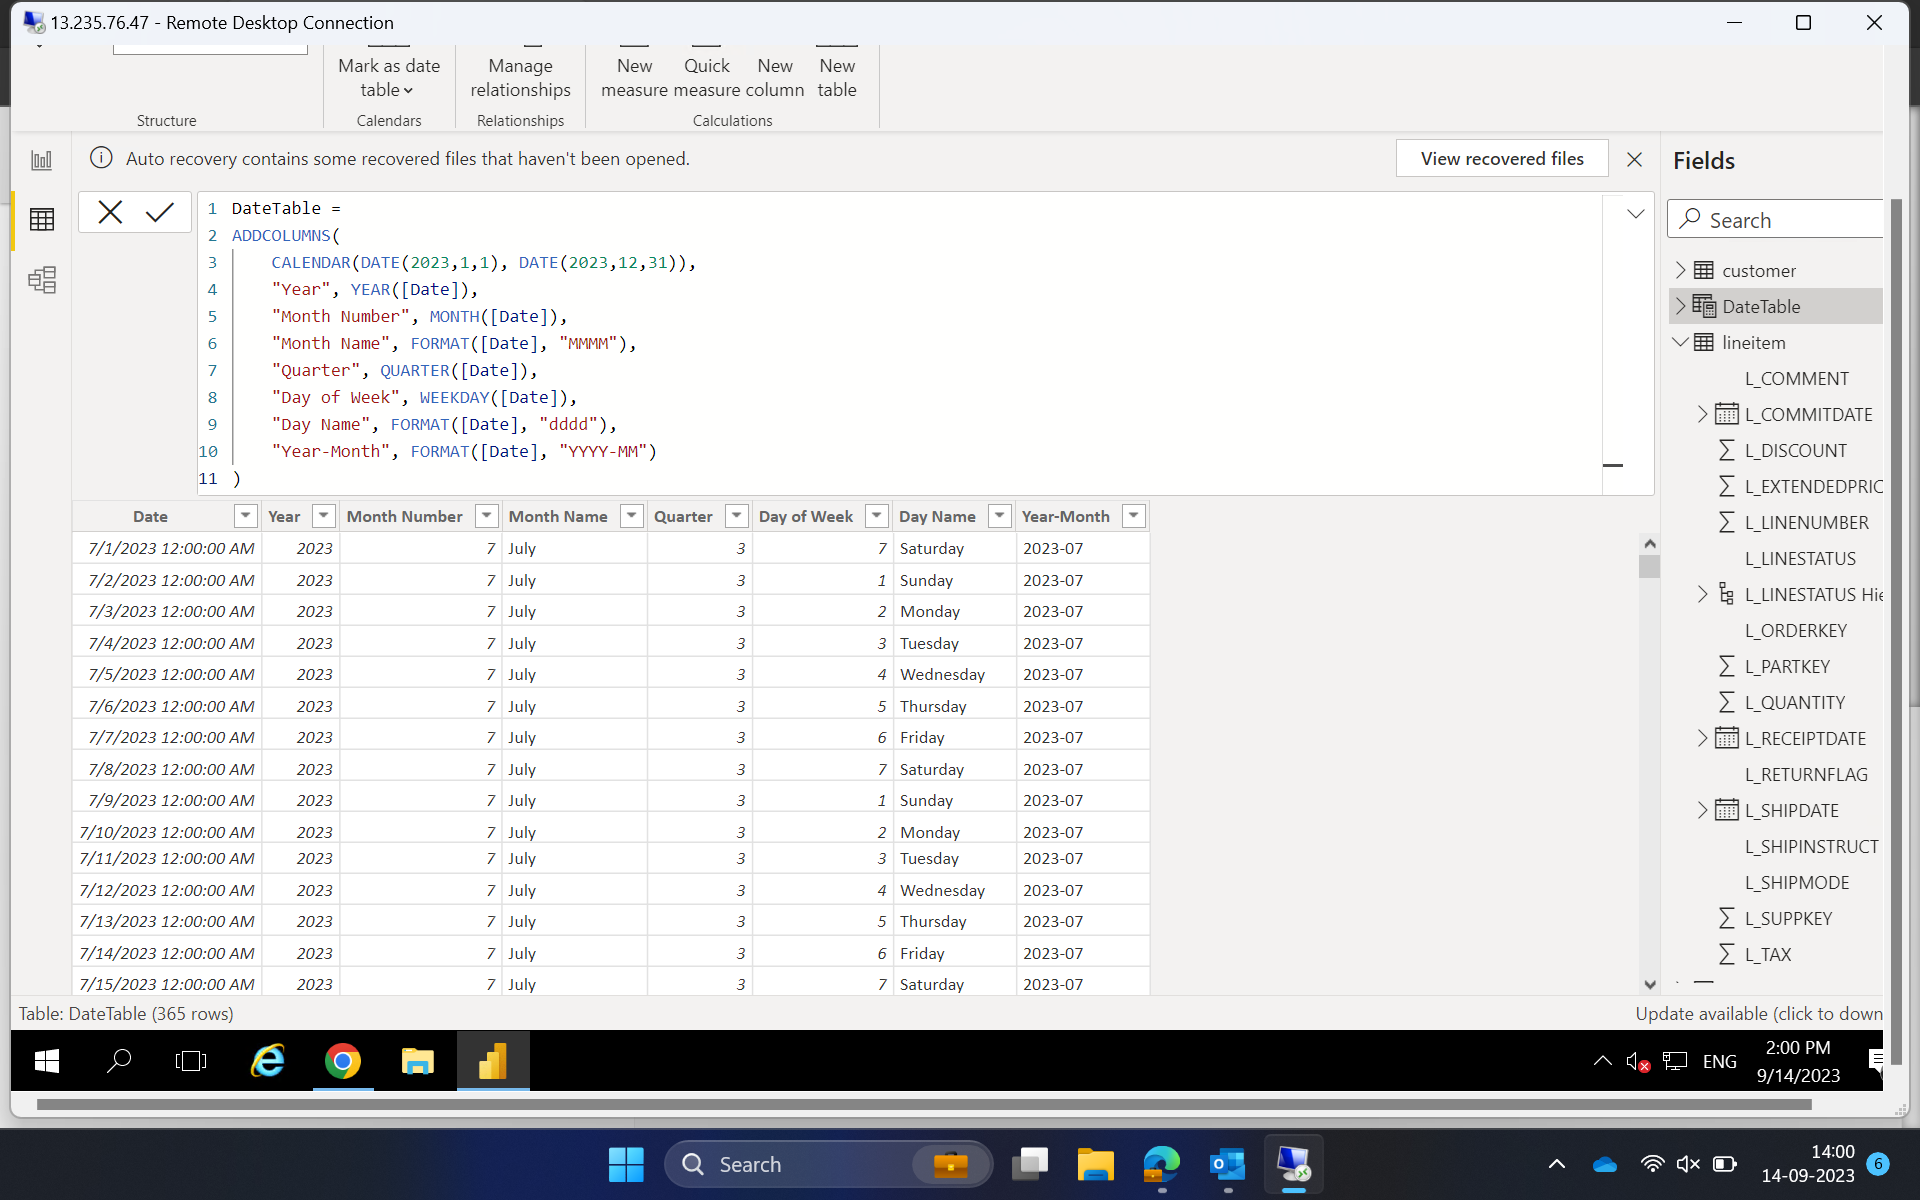 13.235.76.47 - Remote Desktop Connection
Mark as date
table
Manage
relationships
New
measure
Quick
measure
New
column
New
table
Structure
Calendars
Relationships
Calculations
Auto recovery contains some recovered files that haven't been opened.
View recovered files
1 DateTable =
2 ADDCOLUMNS(
3 CALENDAR(DATE(2023,1,1), DATE(2023,12,31)),
4 "Year", YEAR([Date]),
5 "Month Number", MONTH([Date]),
6 "Month Name", FORMAT([Date], "MMMM"),
7 "Quarter", QUARTER([Date]),
8 "Day of Week", WEEKDAY([Date]),
9 "Day Name", FORMAT([Date], "dddd"),
10 "Year-Month", FORMAT([Date], "YYYY-MM")
11 )
Date Year Month Number Month Name Quarter Day of Week Day Name Year-Month
7/1/2023 12:00:00 AM 2023 7 July 3 7 Saturday 2023-07
7/2/2023 12:00:00 AM 2023 7 July 3 1 Sunday 2023-07
7/3/2023 12:00:00 AM 2023 7 July 3 2 Monday 2023-07
7/4/2023 12:00:00 AM 2023 7 July 3 3 Tuesday 2023-07
7/5/2023 12:00:00 AM 2023 7 July 3 4 Wednesday 2023-07
7/6/2023 12:00:00 AM 2023 7 July 3 5 Thursday 2023-07
7/7/2023 12:00:00 AM 2023 7 July 3 6 Friday 2023-07
7/8/2023 12:00:00 AM 2023 7 July 3 7 Saturday 2023-07
7/9/2023 12:00:00 AM 2023 7 July 3 1 Sunday 2023-07
7/10/2023 12:00:00 AM 2023 7 July 3 2 Monday 2023-07
7/11/2023 12:00:00 AM 2023 7 July 3 3 Tuesday 2023-07
7/12/2023 12:00:00 AM 2023 7 July 3 4 Wednesday 2023-07
7/13/2023 12:00:00 AM 2023 7 July 3 5 Thursday 2023-07
7/14/2023 12:00:00 AM 2023 7 July 3 6 Friday 2023-07
7/15/2023 12:00:00 AM 2023 7 July 3 7 Saturday 2023-07
Fields
Search
customer
DateTable
lineitem
L_COMMENT
L_COMMITDATE
L_DISCOUNT
L_EXTENDEDPRIC
L_LINENUMBER
L_LINESTATUS
L_LINESTATUS Hie
L_ORDERKEY
L_PARTKEY
L_QUANTITY
L_RECEIPTDATE
L_RETURNFLAG
L_SHIPDATE
L_SHIPINSTRUCT
L_SHIPMODE
L_SUPPKEY
L_TAX
Table: DateTable (365 rows)
Update available (click to down
ENG
2:00 PM
9/14/2023
Search
14:00
14-09-2023
6